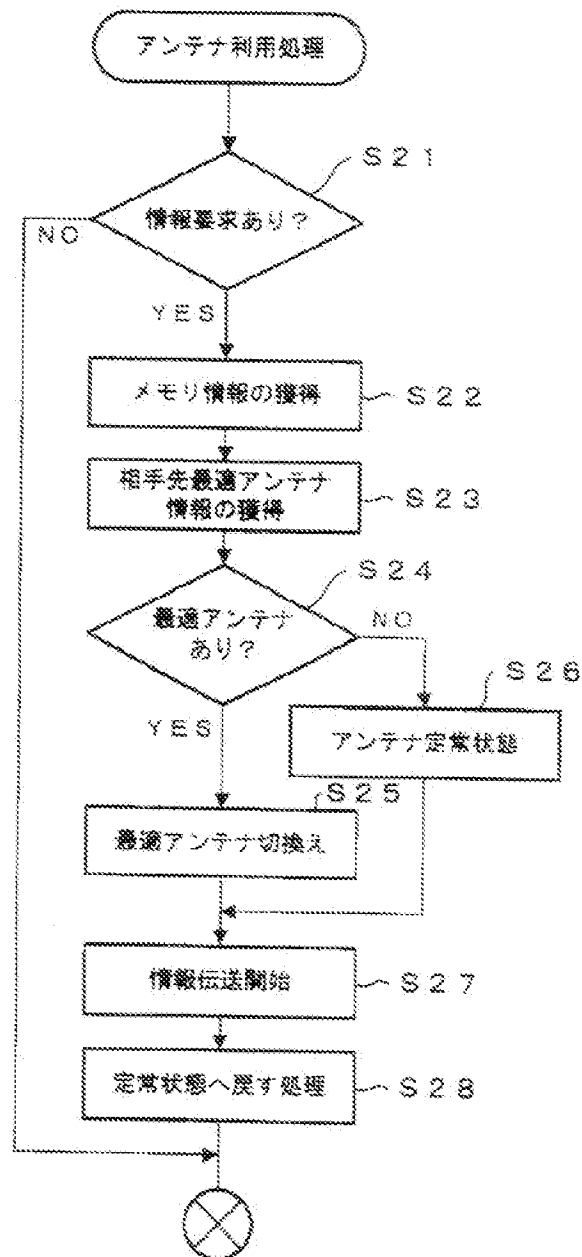 アンテナ利用処理
S21
情報要求あり?
NO
YES
メモリ情報の獲得
S22
相手先最適アンテナ
情報の獲得
S23
S24
最適アンテナ
あり?
NO
YES
S26
アンテナ定常状態
S25
最適アンテナ切換え
情報伝送開始
S27
定常状態へ戻す処理
S28